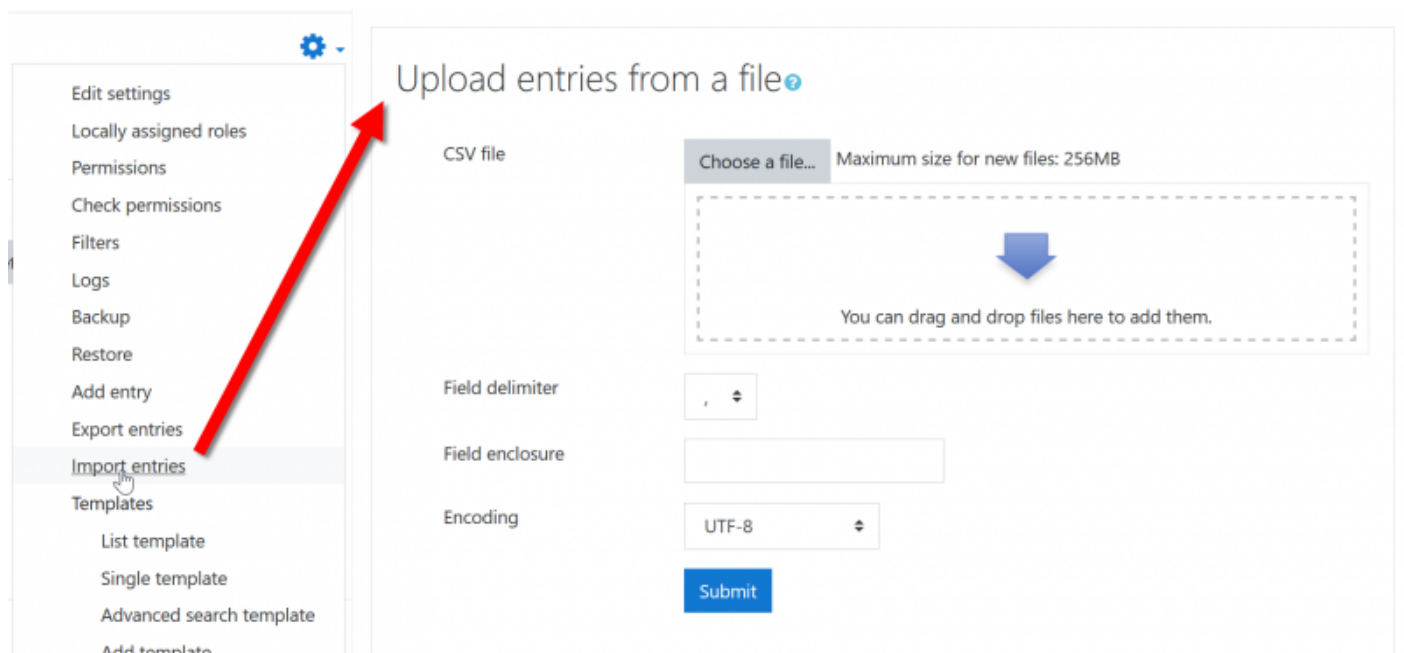 Edit settings
Locally assigned roles
Permissions
Check permissions
Filters
Logs
Backup
Restore
Add entry
Export entries
Import entries
Templates
List template
Single template
Advanced search template
Add template
Upload entries from a file
CSV file
Choose a file... Maximum size for new files: 256MB
You can drag and drop files here to add them.
Field delimiter
,
Field enclosure
Encoding
UTF-8
Submit